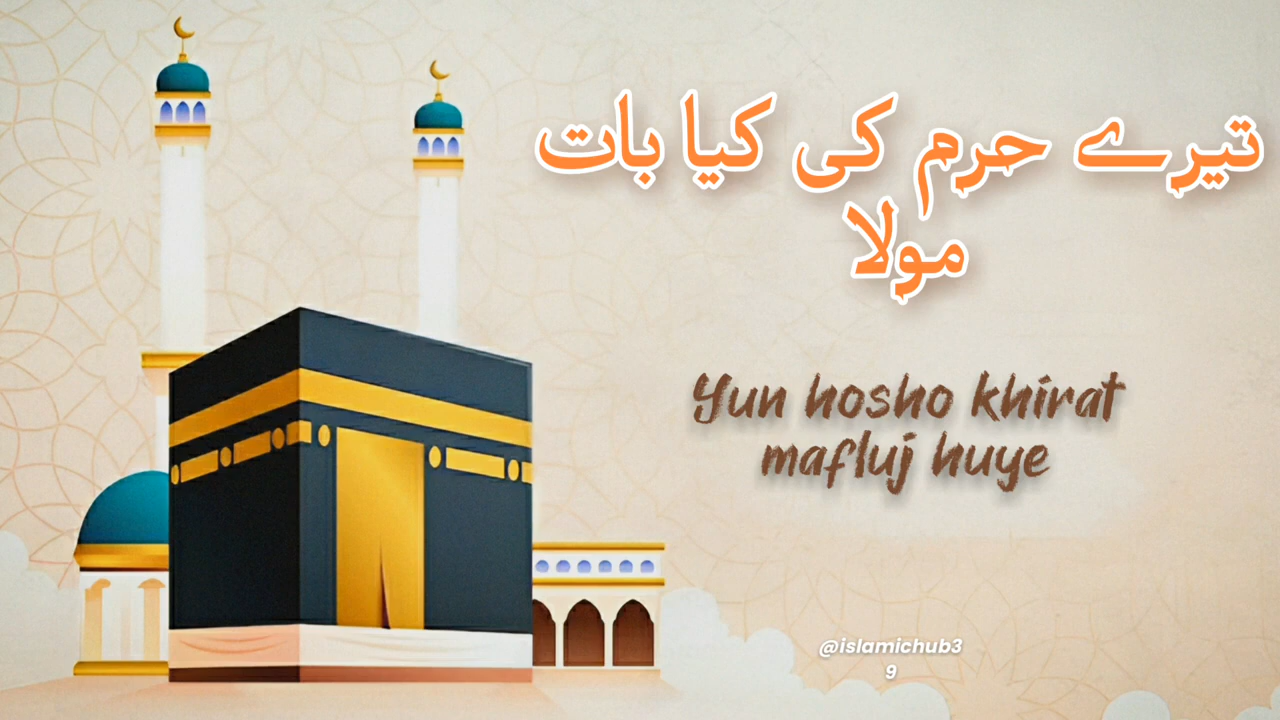 تیرے حرم کی کیا بات
مولا
Yun hosho khirat
mafluj huye
@islamichub3
9